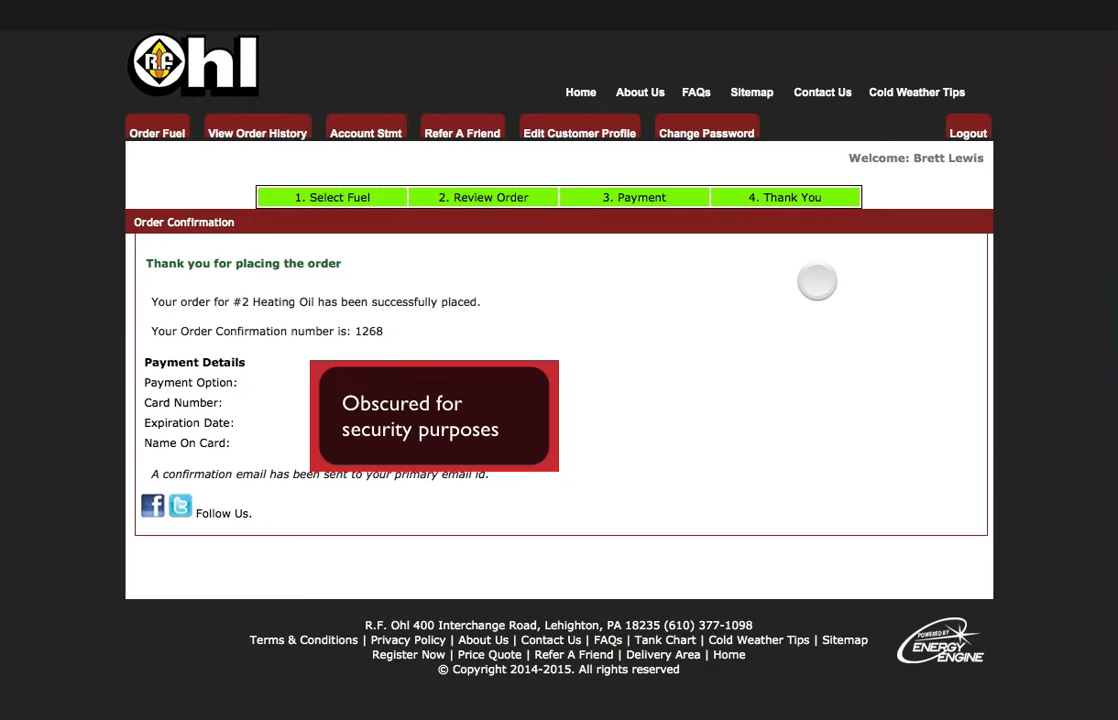 R.F. Ohl
Home About Us FAQs Sitemap Contact Us Cold Weather Tips
Order Fuel View Order History Account Stmt Refer A Friend Edit Customer Profile Change Password Logout
Welcome: Brett Lewis
1. Select Fuel 2. Review Order 3. Payment 4. Thank You
Order Confirmation
Thank you for placing the order
Your order for #2 Heating Oil has been successfully placed.
Your Order Confirmation number is: 1268
Payment Details
Payment Option:
Card Number:
Expiration Date:
Name On Card:
Obscured for
security purposes
A confirmation email has been sent to your primary email id.
Follow Us.
R.F. Ohl 400 Interchange Road, Lehighton, PA 18235 (610) 377-1098
Terms & Conditions | Privacy Policy | About Us | Contact Us | FAQs | Tank Chart | Cold Weather Tips | Sitemap
Register Now | Price Quote | Refer A Friend | Delivery Area | Home
© Copyright 2014-2015. All rights reserved
POWERED BY
ENERGY
ENGINE